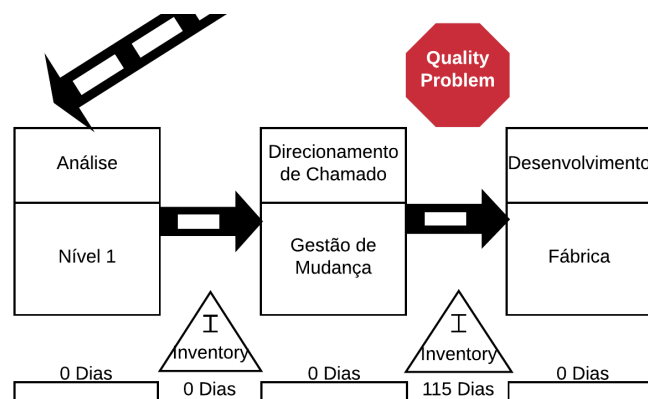 Quality
Problem
Análise
Direcionamento
de Chamado
Desenvolvimento
Nível 1
Gestão de
Mudança
Fábrica
I
I
Inventory
Inventory
0 Dias
0 Dias
0 Dias
0 Dias
115 Dias